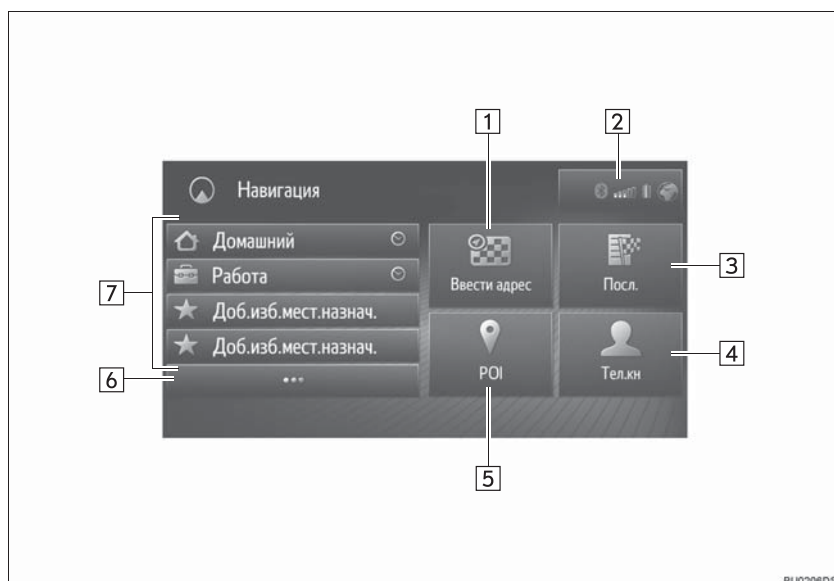 1
2
Навигация
7
Домашний
Ввести адрес
Посл.
3
Работа
Доб.изб.мест.назнач.
Доб.изб.мест.назнач.
POI
Тел.кн
4
6
•••
5